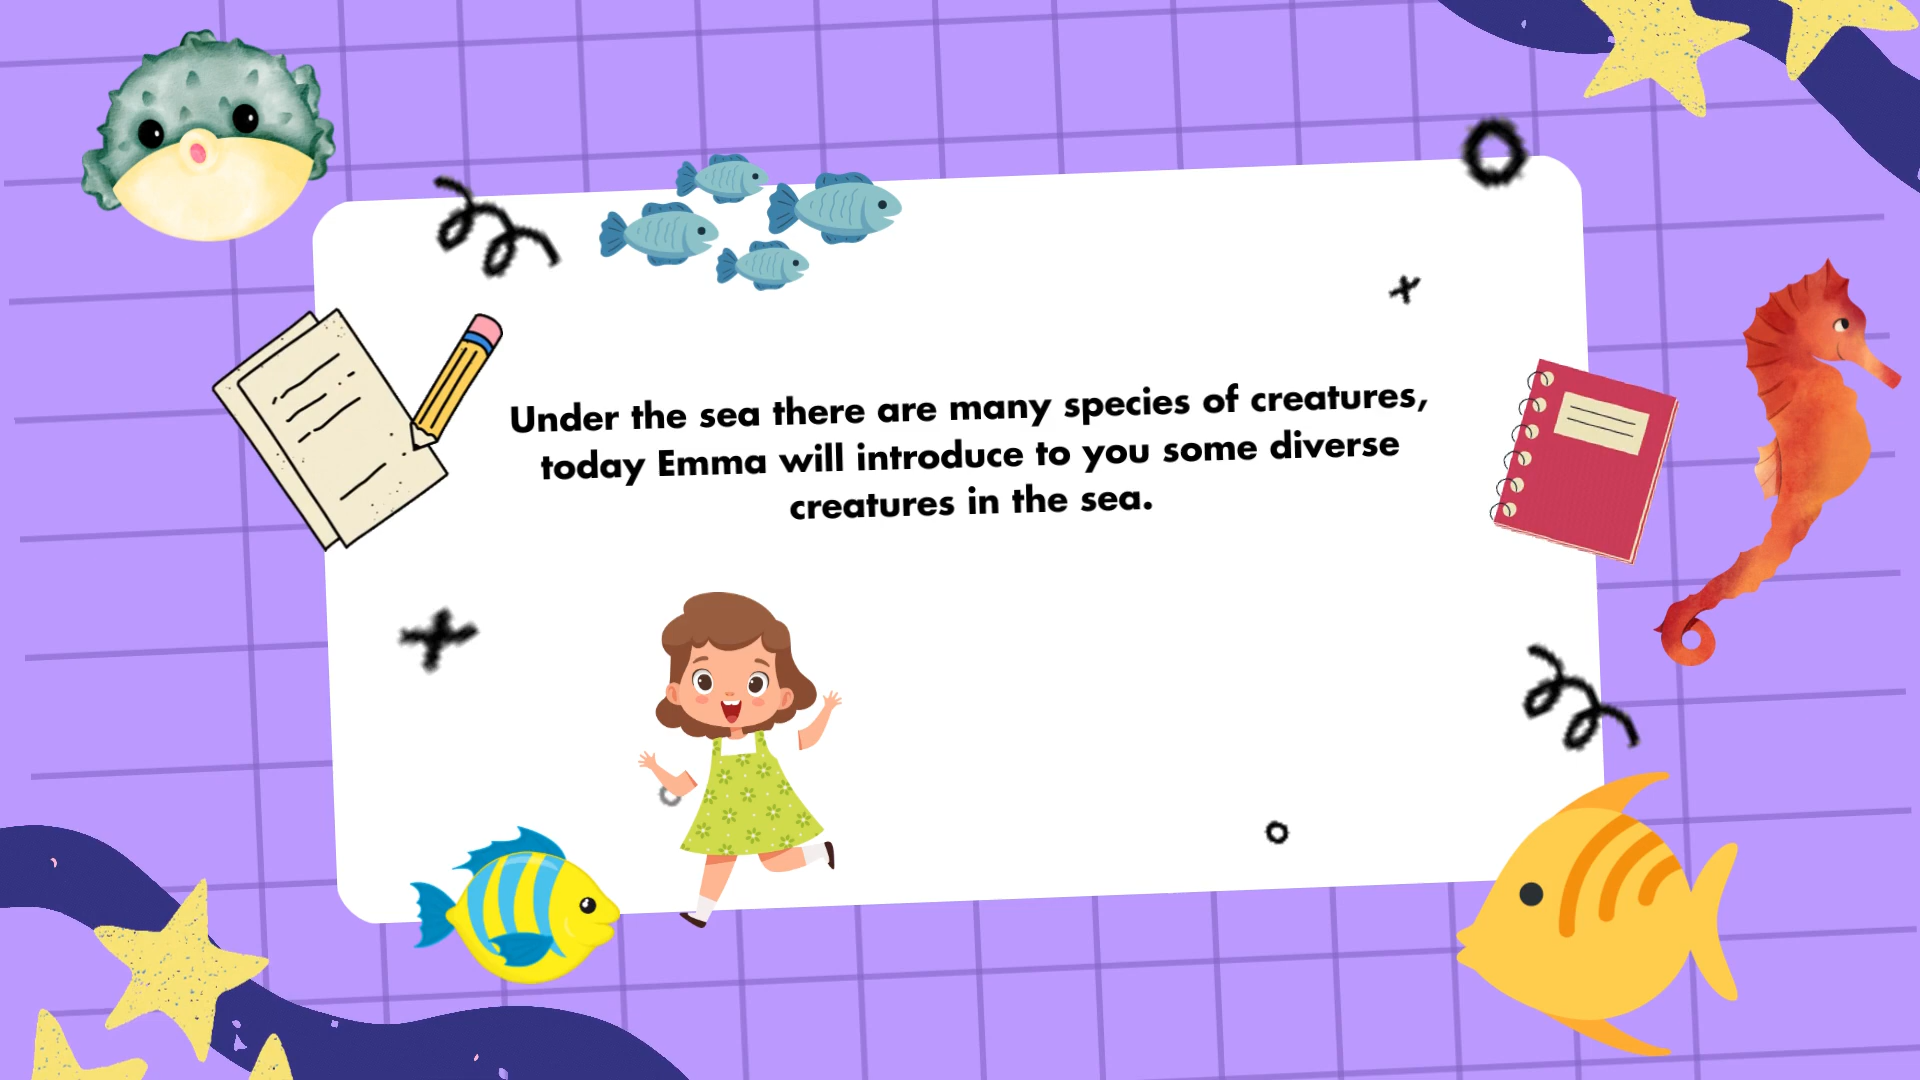 Under the sea there are many species of creatures,
today Emma will introduce to you some diverse
creatures in the sea.